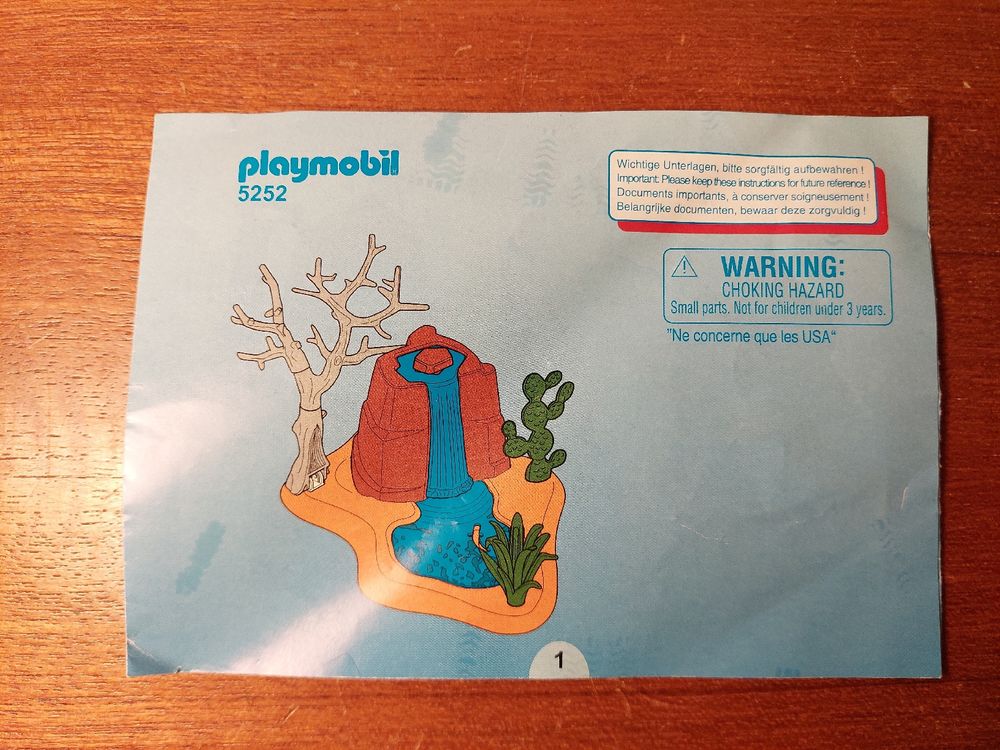 playmobil
5252
Wichtige Unterlagen, bitte sorgfältig aufbewahren !
Important: Please keep these instructions for future reference !
Documents importants, à conserver soigneusement !
Belangrijke documenten, bewaar deze zorgvuldig !
WARNING:
CHOKING HAZARD
Small parts. Not for children under 3 years.
"Ne concerne que les USA“
1